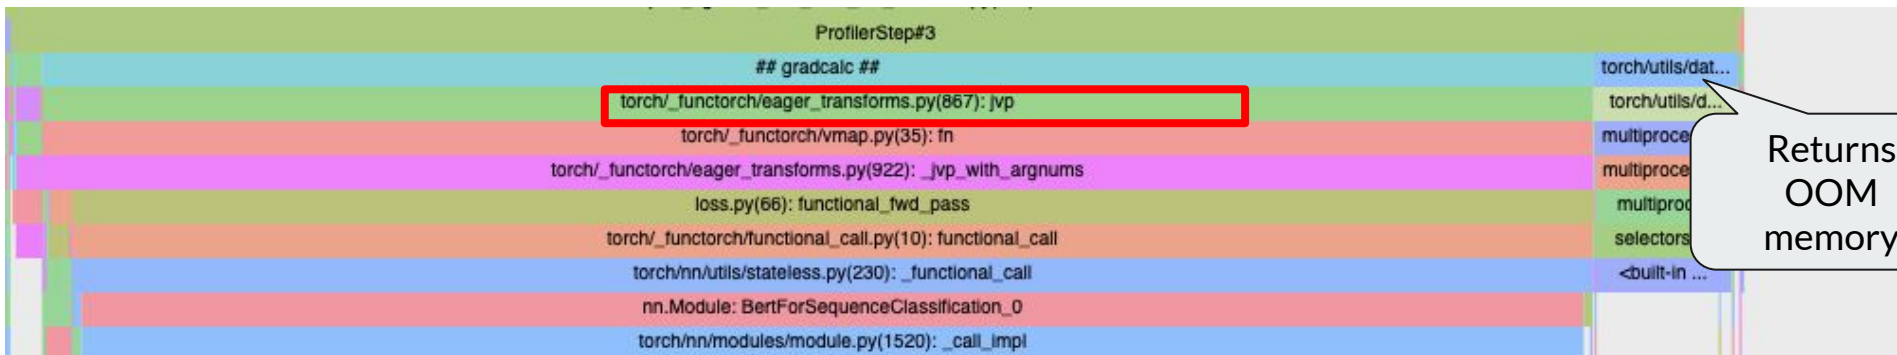 ProfilerStep#3
## gradcalc ##
torch/utils/dat...
torch/_functorch/eager_transforms.py(867): jvp
torch/utils/d...
torch/_functorch/vmap.py(35): fn
multiproce
torch/_functorch/eager_transforms.py(922): _jvp_with_argnums
multiproce
loss.py(66): functional_fwd_pass
multiproc
torch/_functorch/functional_call.py(10): functional_call
selectors
torch/nn/utils/stateless.py(230): _functional_call
<built-in ...
nn.Module: BertForSequenceClassification_0
torch/nn/modules/module.py(1520): _call_impl
Returns
OOM
memory